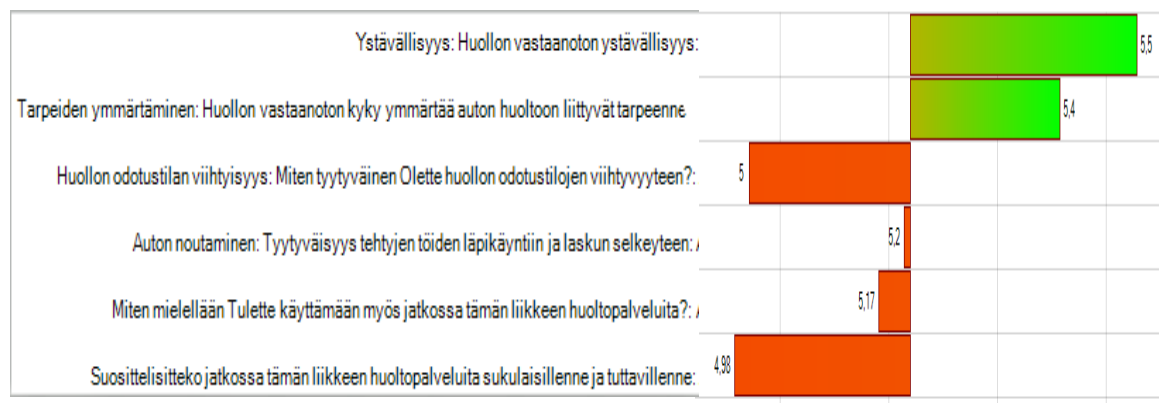 Ystävällisyys: Huollon vastaanoton ystävällisyys:
5,5
Tarpeiden ymmärtäminen: Huollon vastaanoton kyky ymmärtää auton huoltoon liittyvät tarpeenne
5,4
Huollon odotustilan viihtyisyys: Miten tyytyväinen Olette huollon odotustilojen viihtyvyyteen?:
5
Auton noutaminen: Tyytyväisyys tehtyjen töiden läpikäyntiin ja laskun selkeyteen:
5,2
Miten mielellään Tulette käyttämään myös jatkossa tämän liikkeen huoltopalveluita?:
5,17
Suosittelisitteko jatkossa tämän liikkeen huoltopalveluita sukulaisillenne ja tuttavillenne:
4,98